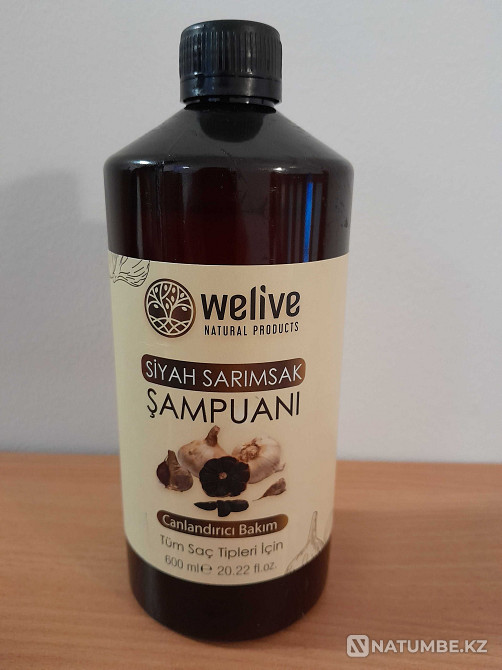 welive
NATURAL PRODUCTS
SİYAH SARIMSAK
ŞAMPUANI
Canlandırıcı Bakım
Tüm Saç Tipleri İçin
600 ml℮ 20.22 fl.oz.
NATUMBE.KZ